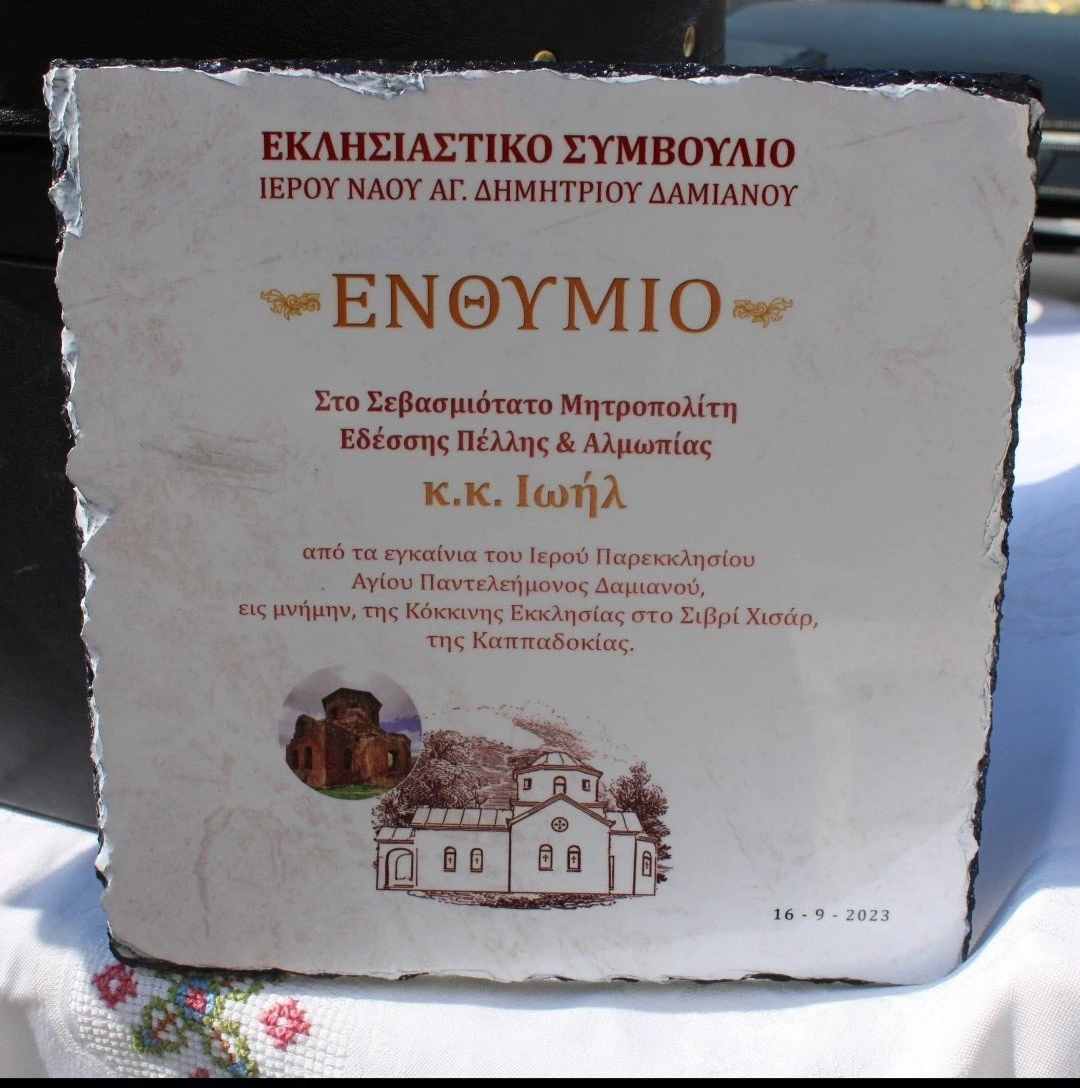 ΕΚΛΗΣΙΑΣΤΙΚΟ ΣΥΜΒΟΥΛΙΟ
ΙΕΡΟΥ ΝΑΟΥ ΑΓ. ΔΗΜΗΤΡΙΟΥ ΔΑΜΙΑΝΟΥ
ΕΝΘΥΜΙΟ
Στο Σεβασμιότατο Μητροπολίτη
Εδέσσης Πέλλης & Αλμωπίας
κ.κ. Ιωήλ
από τα εγκαίνια του Ιερού Παρεκκλησίου
Αγίου Παντελεήμονος Δαμιανού,
εις μνήμην, της Κόκκινης Εκκλησίας στο Σιβρί Χισάρ,
της Καππαδοκίας.
16 - 9 - 2023